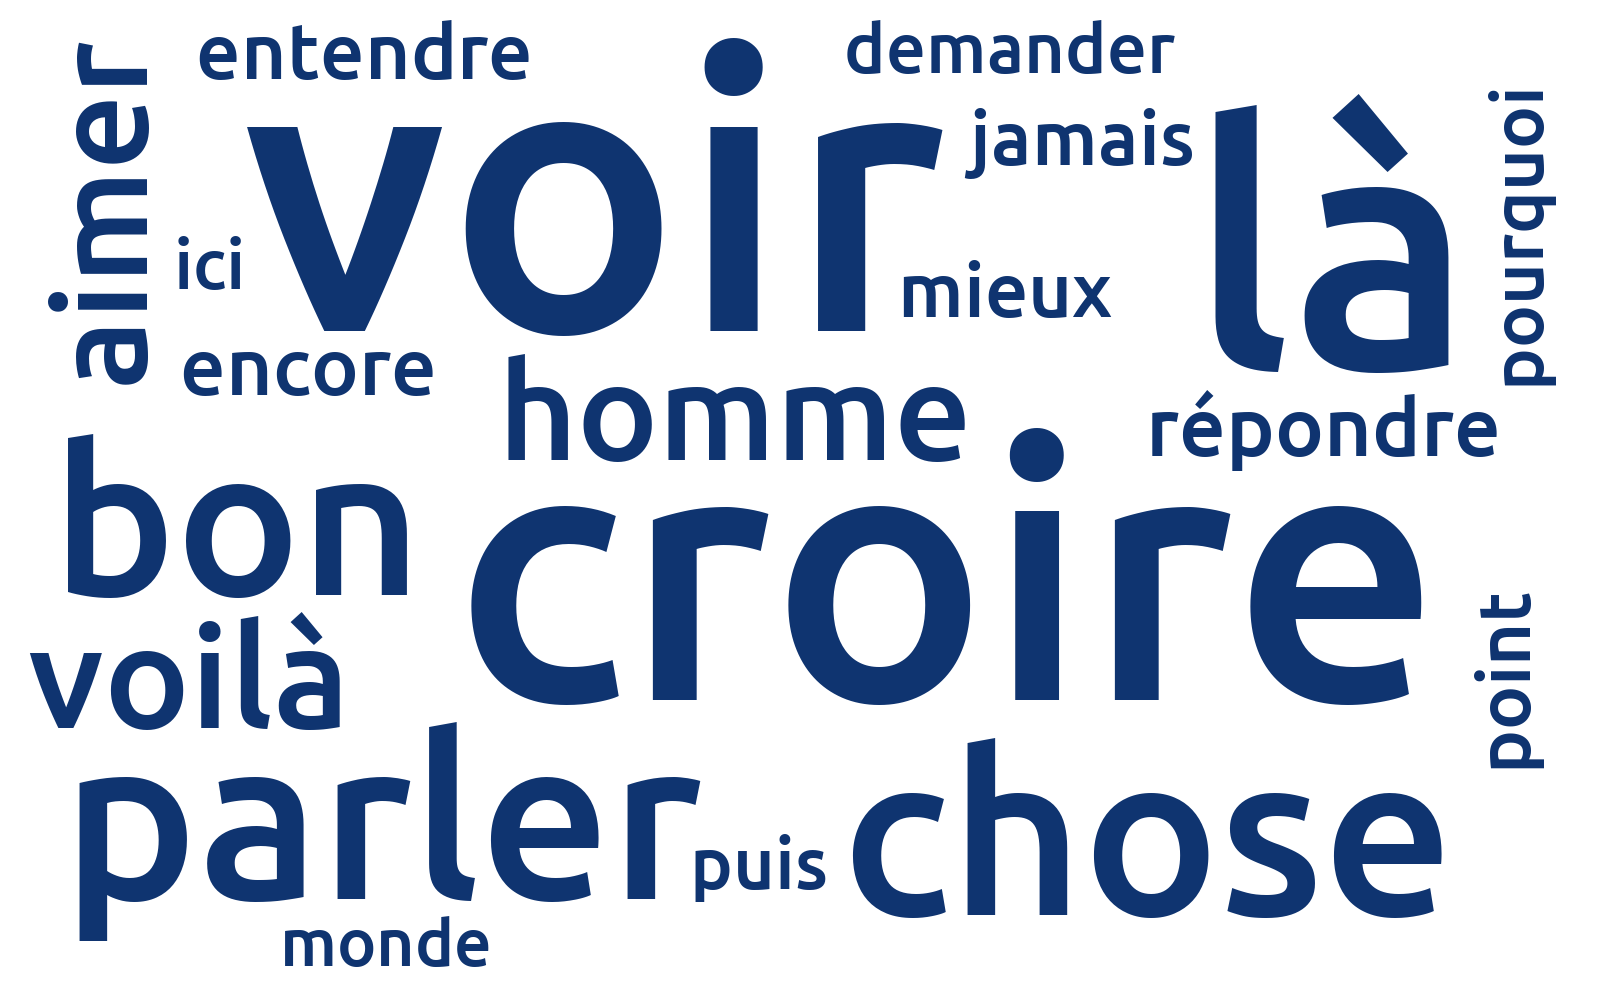 entendre
demander
aimer
voir
jamais
là
pourquoi
ici
mieux
encore
homme
répondre
bon
croire
voilà
point
parler
chose
puis
monde